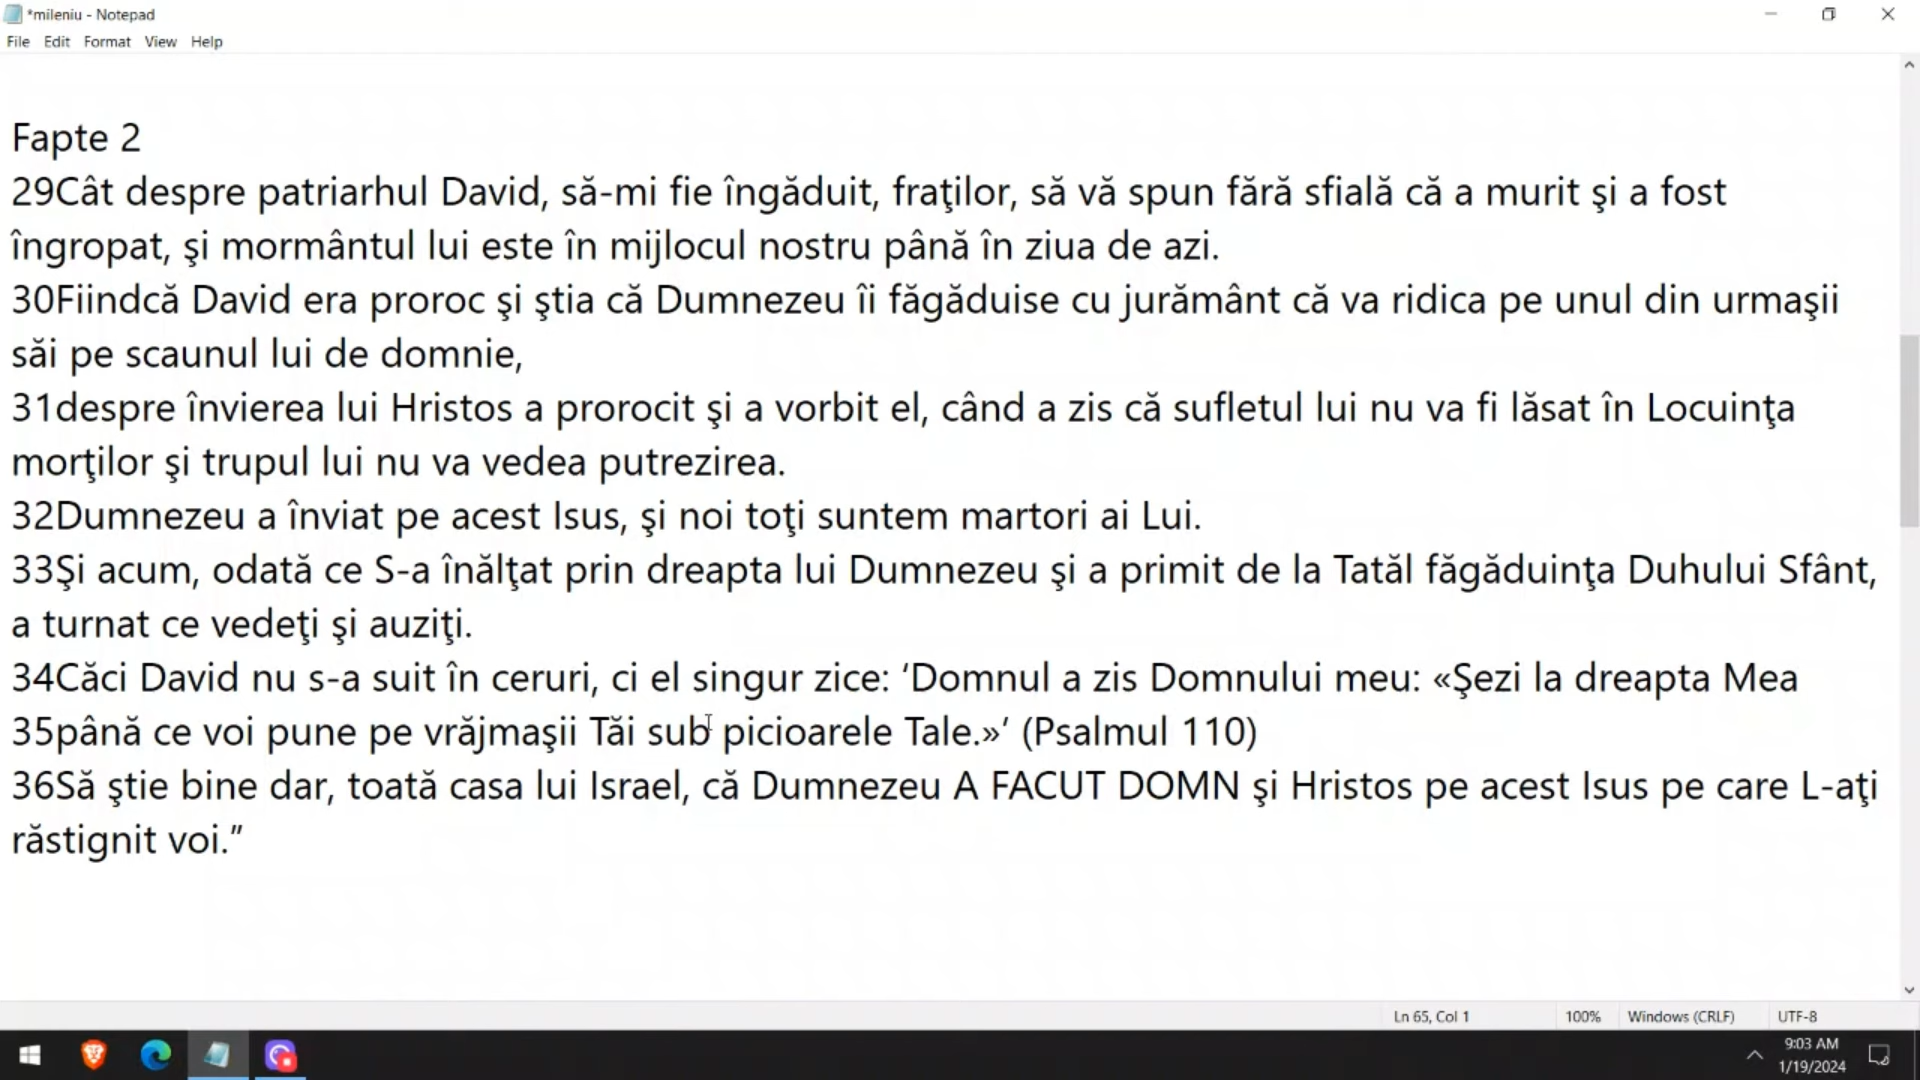 *mileniu - Notepad
File Edit Format View Help
Fapte 2
29Cât despre patriarhul David, să-mi fie îngăduit, fraţilor, să vă spun fără sfială că a murit şi a fost
îngropat, şi mormântul lui este în mijlocul nostru până în ziua de azi.
30Fiindcă David era proroc şi ştia că Dumnezeu îi făgăduise cu jurământ că va ridica pe unul din urmaşii
săi pe scaunul lui de domnie,
31despre învierea lui Hristos a prorocit şi a vorbit el, când a zis că sufletul lui nu va fi lăsat în Locuinţa
morţilor şi trupul lui nu va vedea putrezirea.
32Dumnezeu a înviat pe acest Isus, şi noi toţi suntem martori ai Lui.
33Şi acum, odată ce S-a înălţat prin dreapta lui Dumnezeu şi a primit de la Tatăl făgăduinţa Duhului Sfânt,
a turnat ce vedeţi şi auziţi.
34Căci David nu s-a suit în ceruri, ci el singur zice: ‘Domnul a zis Domnului meu: «Şezi la dreapta Mea
35până ce voi pune pe vrăjmaşii Tăi sub picioarele Tale.»’ (Psalmul 110)
36Să ştie bine dar, toată casa lui Israel, că Dumnezeu A FACUT DOMN şi Hristos pe acest Isus pe care L-aţi
răstignit voi.”
Ln 65, Col 1 100% Windows (CRLF) UTF-8
9:03 AM
1/19/2024